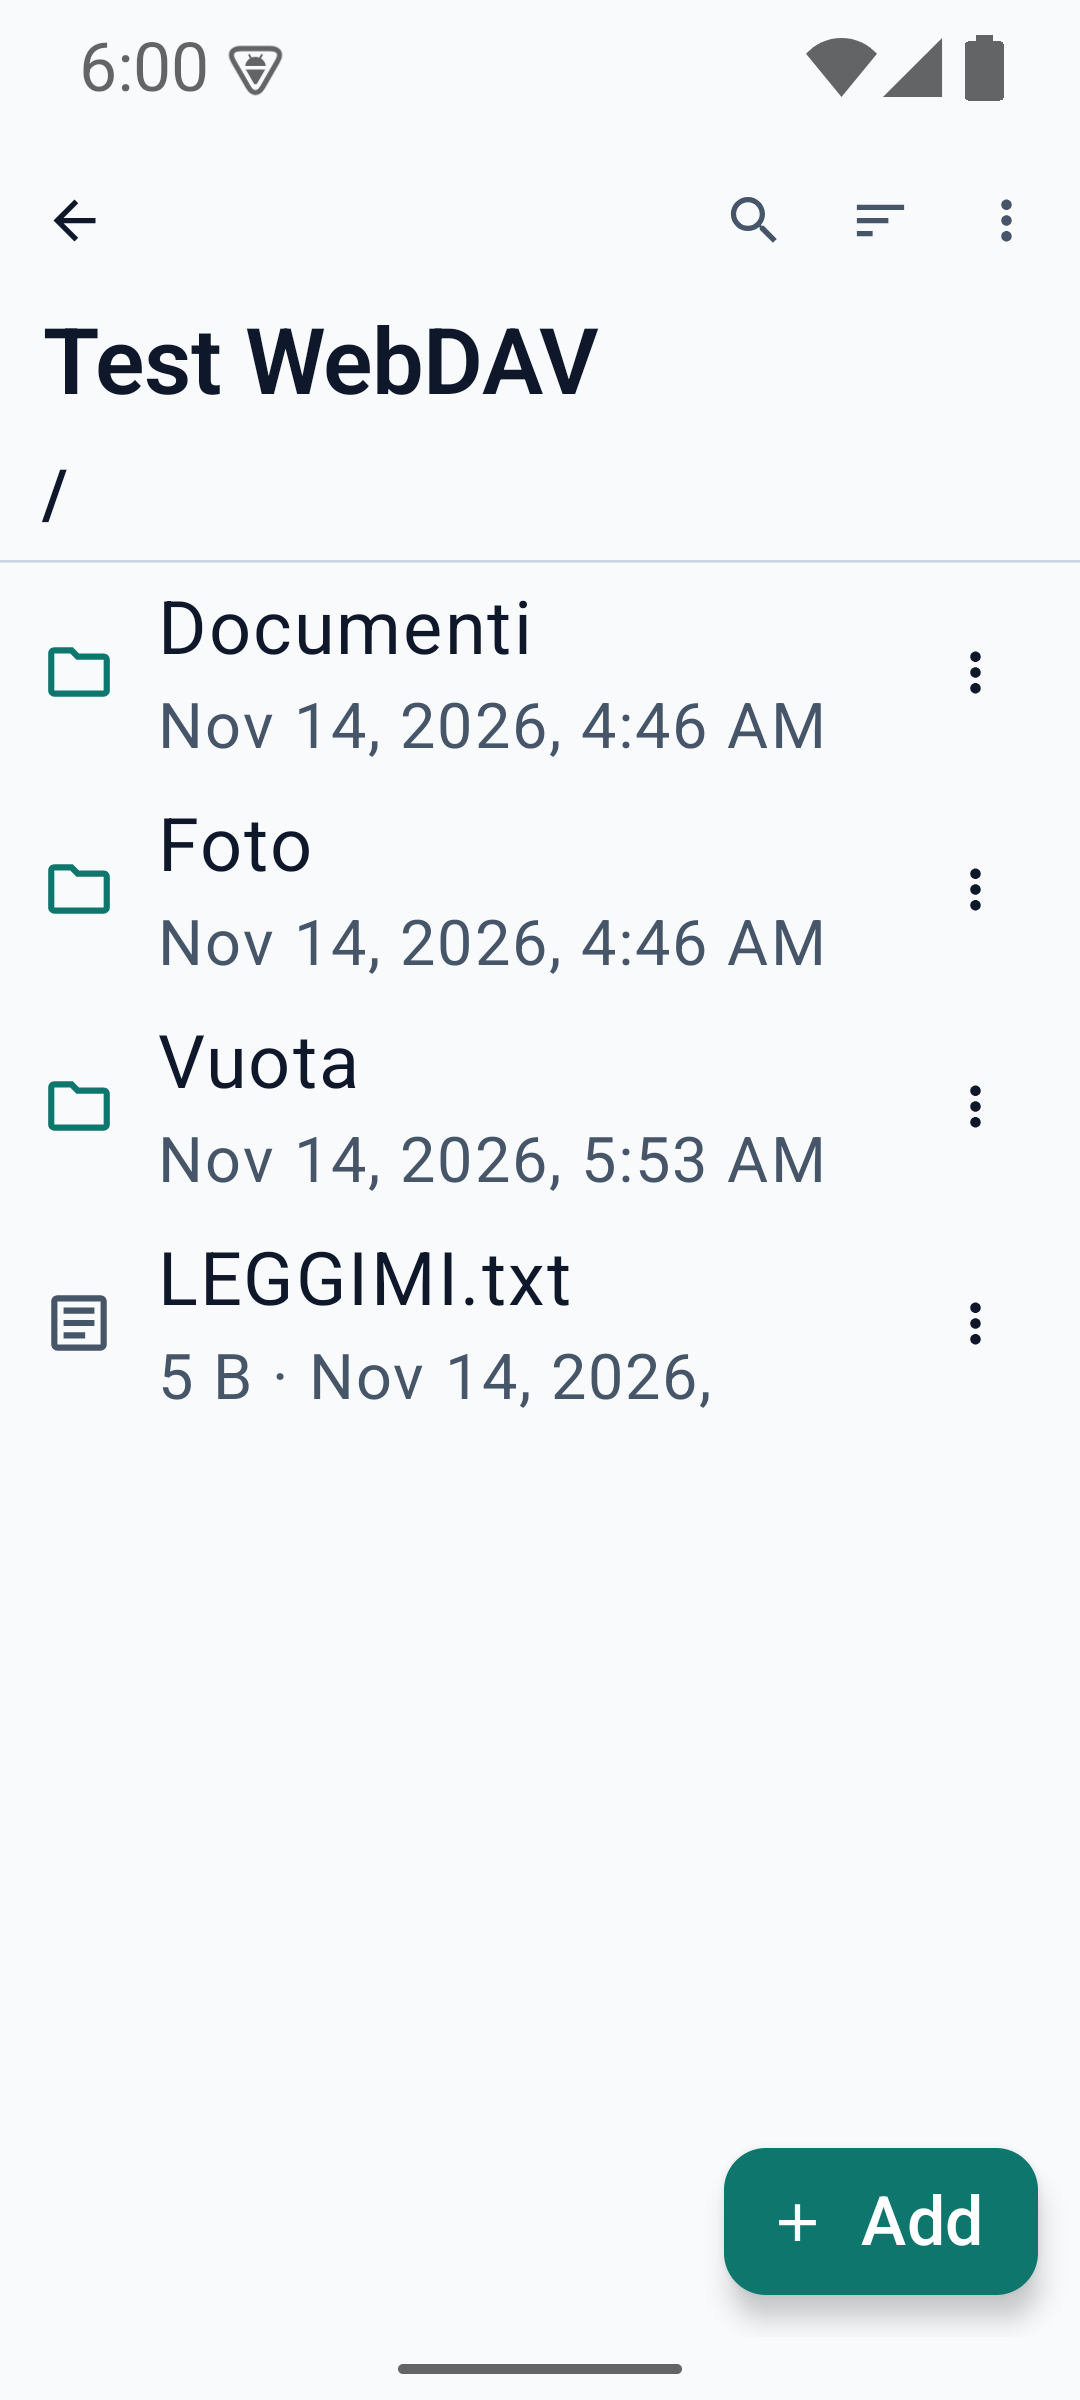 6:00
Test WebDAV
/
Documenti
Nov 14, 2026, 4:46 AM
Foto
Nov 14, 2026, 4:46 AM
Vuota
Nov 14, 2026, 5:53 AM
LEGGIMI.txt
5 B · Nov 14, 2026,
+ Add